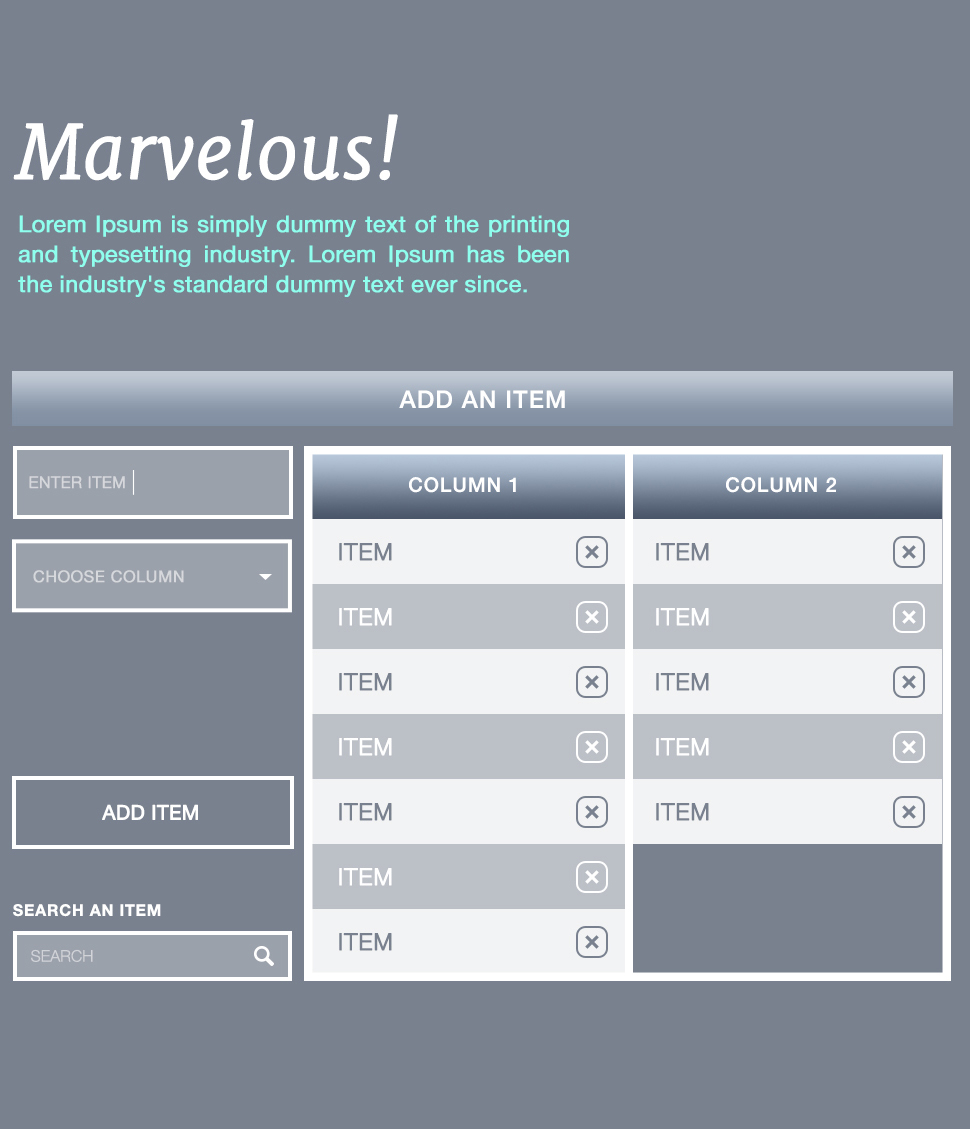 Marvelous!
Lorem Ipsum is simply dummy text of the printing
and typesetting industry. Lorem Ipsum has been
the industry's standard dummy text ever since.
ADD AN ITEM
ENTER ITEM
CHOOSE COLUMN
ADD ITEM
SEARCH AN ITEM
SEARCH
COLUMN 1
ITEM
ITEM
ITEM
ITEM
ITEM
ITEM
ITEM
COLUMN 2
ITEM
ITEM
ITEM
ITEM
ITEM